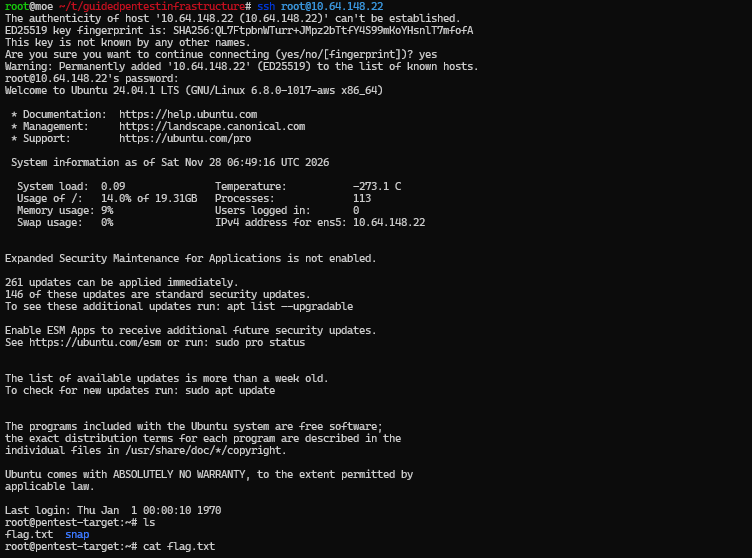 root@moe ~/t/guidedpentestinfrastructure# ssh root@10.64.148.22
The authenticity of host '10.64.148.22 (10.64.148.22)' can't be established.
ED25519 key fingerprint is: SHA256:QL7FtpbnWTurr+JMpz2bTtfY4S99mKoYHsnlT7mfofA
This key is not known by any other names.
Are you sure you want to continue connecting (yes/no/[fingerprint])? yes
Warning: Permanently added '10.64.148.22' (ED25519) to the list of known hosts.
root@10.64.148.22's password:
Welcome to Ubuntu 24.04.1 LTS (GNU/Linux 6.8.0-1017-aws x86_64)

 * Documentation:  https://help.ubuntu.com
 * Management:     https://landscape.canonical.com
 * Support:        https://ubuntu.com/pro

 System information as of Sat Nov 28 06:49:16 UTC 2026

  System load:  0.09               Temperature:           -273.1 C
  Usage of /:   14.0% of 19.31GB   Processes:             113
  Memory usage: 9%                 Users logged in:       0
  Swap usage:   0%                 IPv4 address for ens5: 10.64.148.22


Expanded Security Maintenance for Applications is not enabled.

261 updates can be applied immediately.
146 of these updates are standard security updates.
To see these additional updates run: apt list --upgradable

Enable ESM Apps to receive additional future security updates.
See https://ubuntu.com/esm or run: sudo pro status


The list of available updates is more than a week old.
To check for new updates run: sudo apt update


The programs included with the Ubuntu system are free software;
the exact distribution terms for each program are described in the
individual files in /usr/share/doc/*/copyright.

Ubuntu comes with ABSOLUTELY NO WARRANTY, to the extent permitted by
applicable law.

Last login: Thu Jan  1 00:00:10 1970
root@pentest-target:~# ls
flag.txt  snap
root@pentest-target:~# cat flag.txt